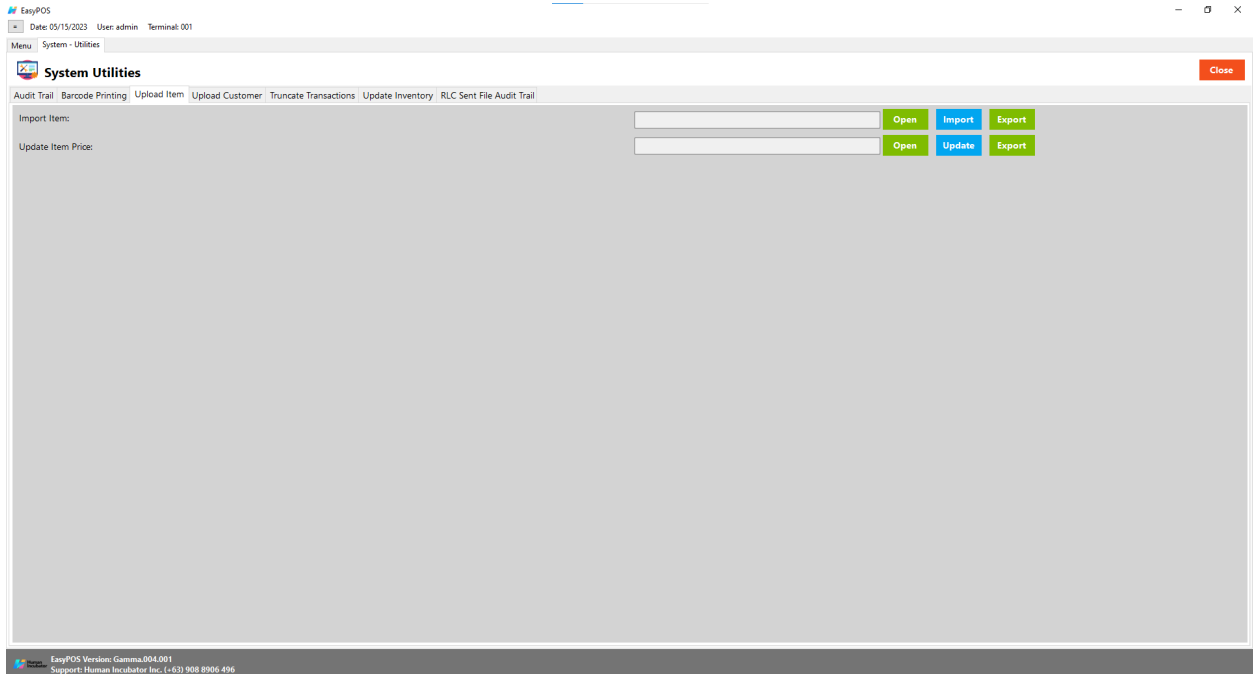 EasyPOS
Date: 05/15/2023 User: admin Terminal: 001
Menu System - Utilities
System Utilities
Close
Audit Trail Barcode Printing Upload Item Upload Customer Truncate Transactions Update Inventory RLC Sent File Audit Trail
Import Item:
Open Import Export
Update Item Price:
Open Update Export
Human
Incubator
EasyPOS Version: Gamma.004.001
Support: Human Incubator Inc. (+63) 908 8906 496